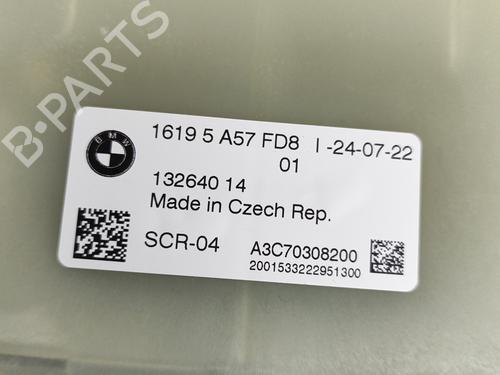 B-PARTS
BMW
1619 5 A57 FD8 I -24-07-22
01
132640 14
Made in Czech Rep.
SCR-04 A3C70308200
2001533222951300